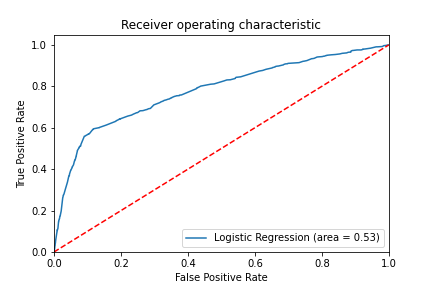 Receiver operating characteristic
1.0
0.8
0.6
0.4
0.2
0.0
True Positive Rate
Logistic Regression (area = 0.53)
0.0 0.2 0.4 0.6 0.8 1.0
False Positive Rate